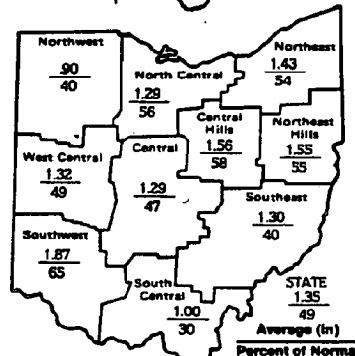 Northwest
.90
40
North Central
1.29
56
Northeast
1.43
54
West Central
1.32
49
Central
1.29
47
Central
Hills
1.56
58
Northeast
Hills
1.55
55
Southwest
1.87
65
South
Central
1.00
30
Southeast
1.30
40
STATE
1.35
49
Average (In)
Percent of Norma